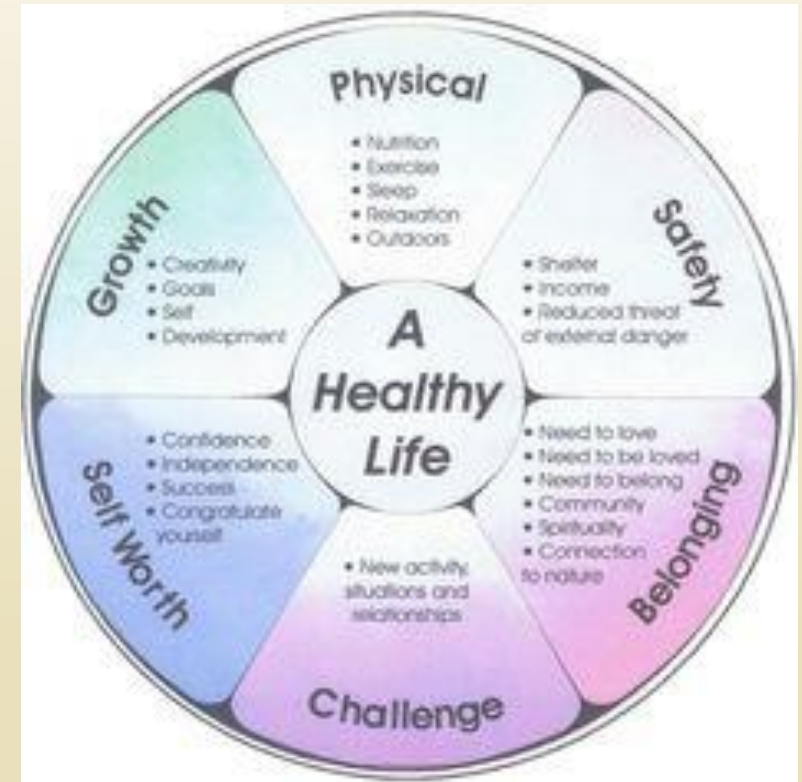 Physical
• Nutrition
• Exercise
• Sleep
• Relaxation
• Outdoors
Safety
• Shelter
• Income
• Reduced threat
of external danger
Belonging
• Need to love
• Need to be loved
• Need to belong
• Community
• Spirituality
• Connection
to nature
Challenge
• New activity,
situations and
relationships
Self Worth
• Confidence
• Independence
• Success
• Congratulate
yourself
Growth
• Creativity
• Goals
• Self
• Development
A
Healthy
Life